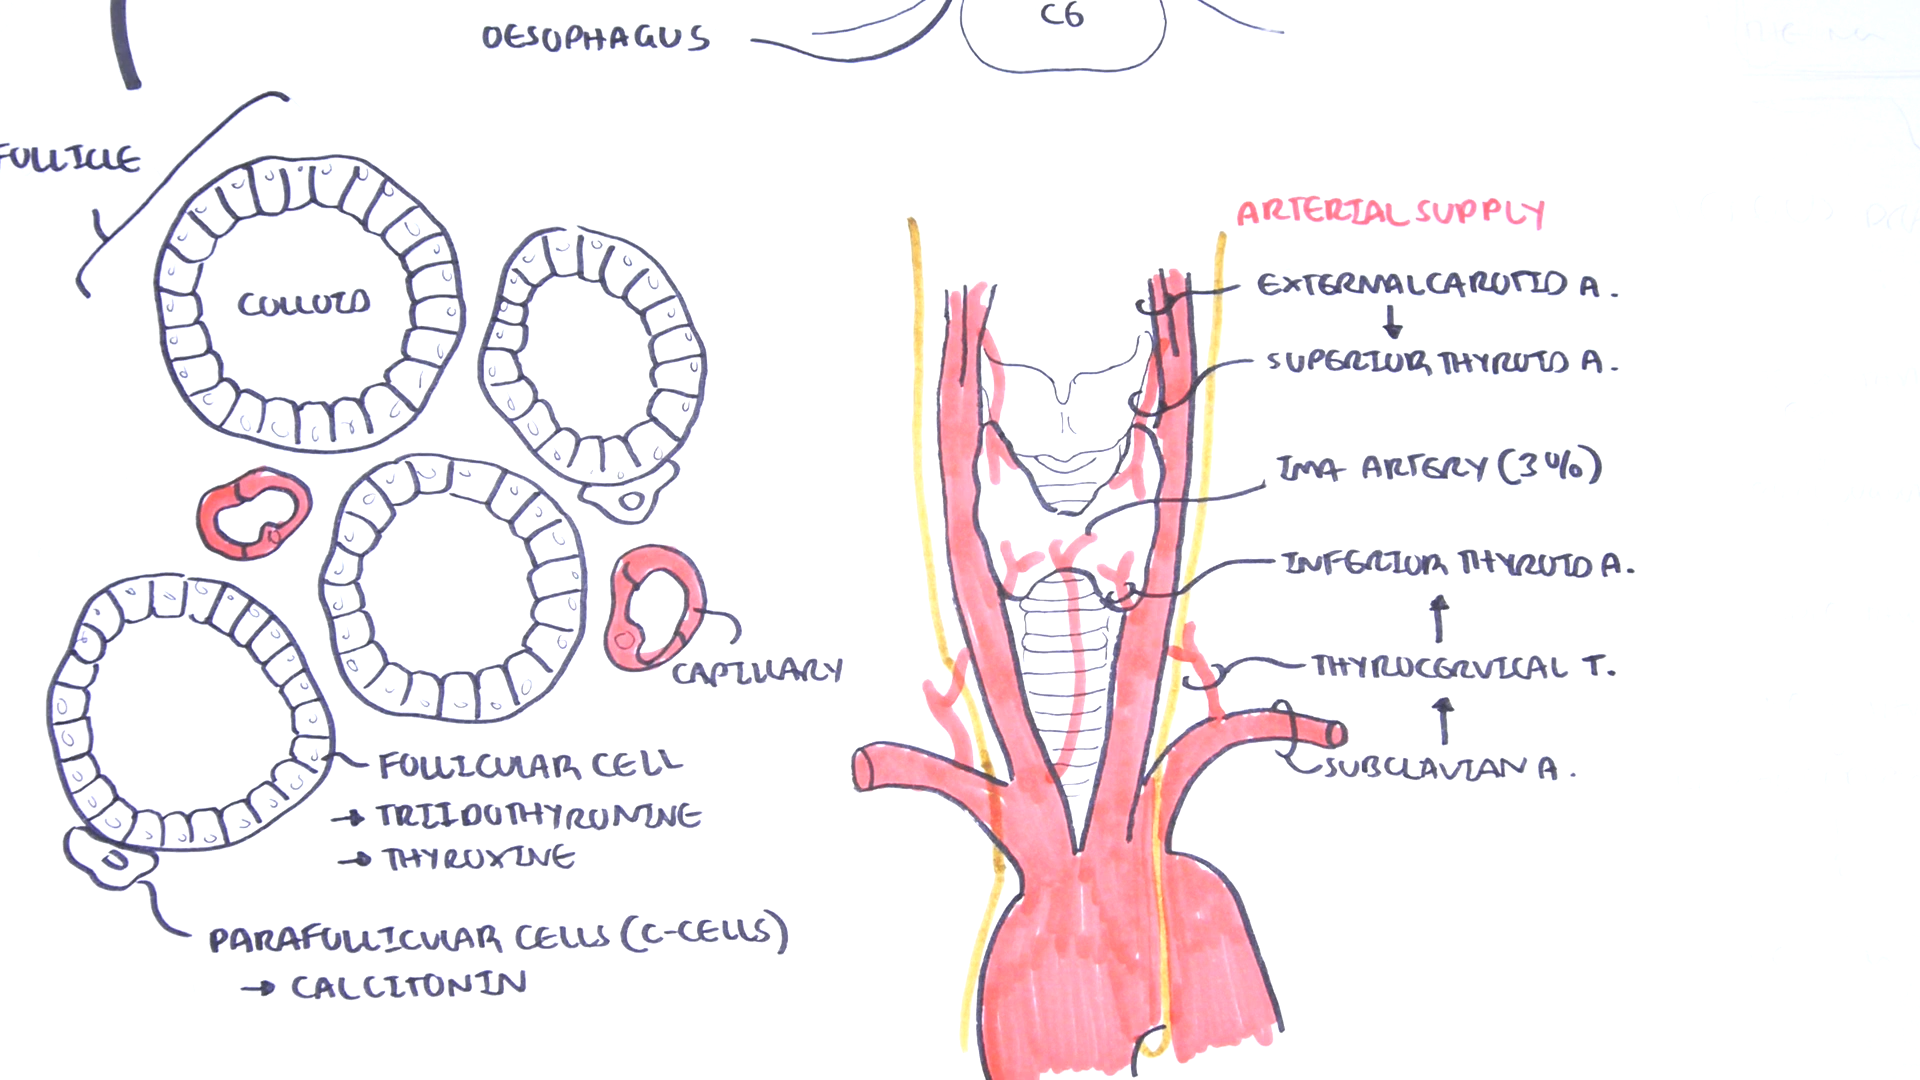 OESOPHAGUS
C6
FOLLICLE
COLLOID
CAPILLARY
FOLLICULAR CELL
→ TRIIDOTHYRONINE
→ THYROXINE
PARAFOLLICULAR CELLS (C-CELLS)
→ CALCITONIN
ARTERIAL SUPPLY
EXTERNAL CAROTID A.
↓
SUPERIOR THYROID A.
IMA ARTERY (3%)
INFERIOR THYROID A.
↑
THYROCERVICAL T.
↑
SUBCLAVIAN A.